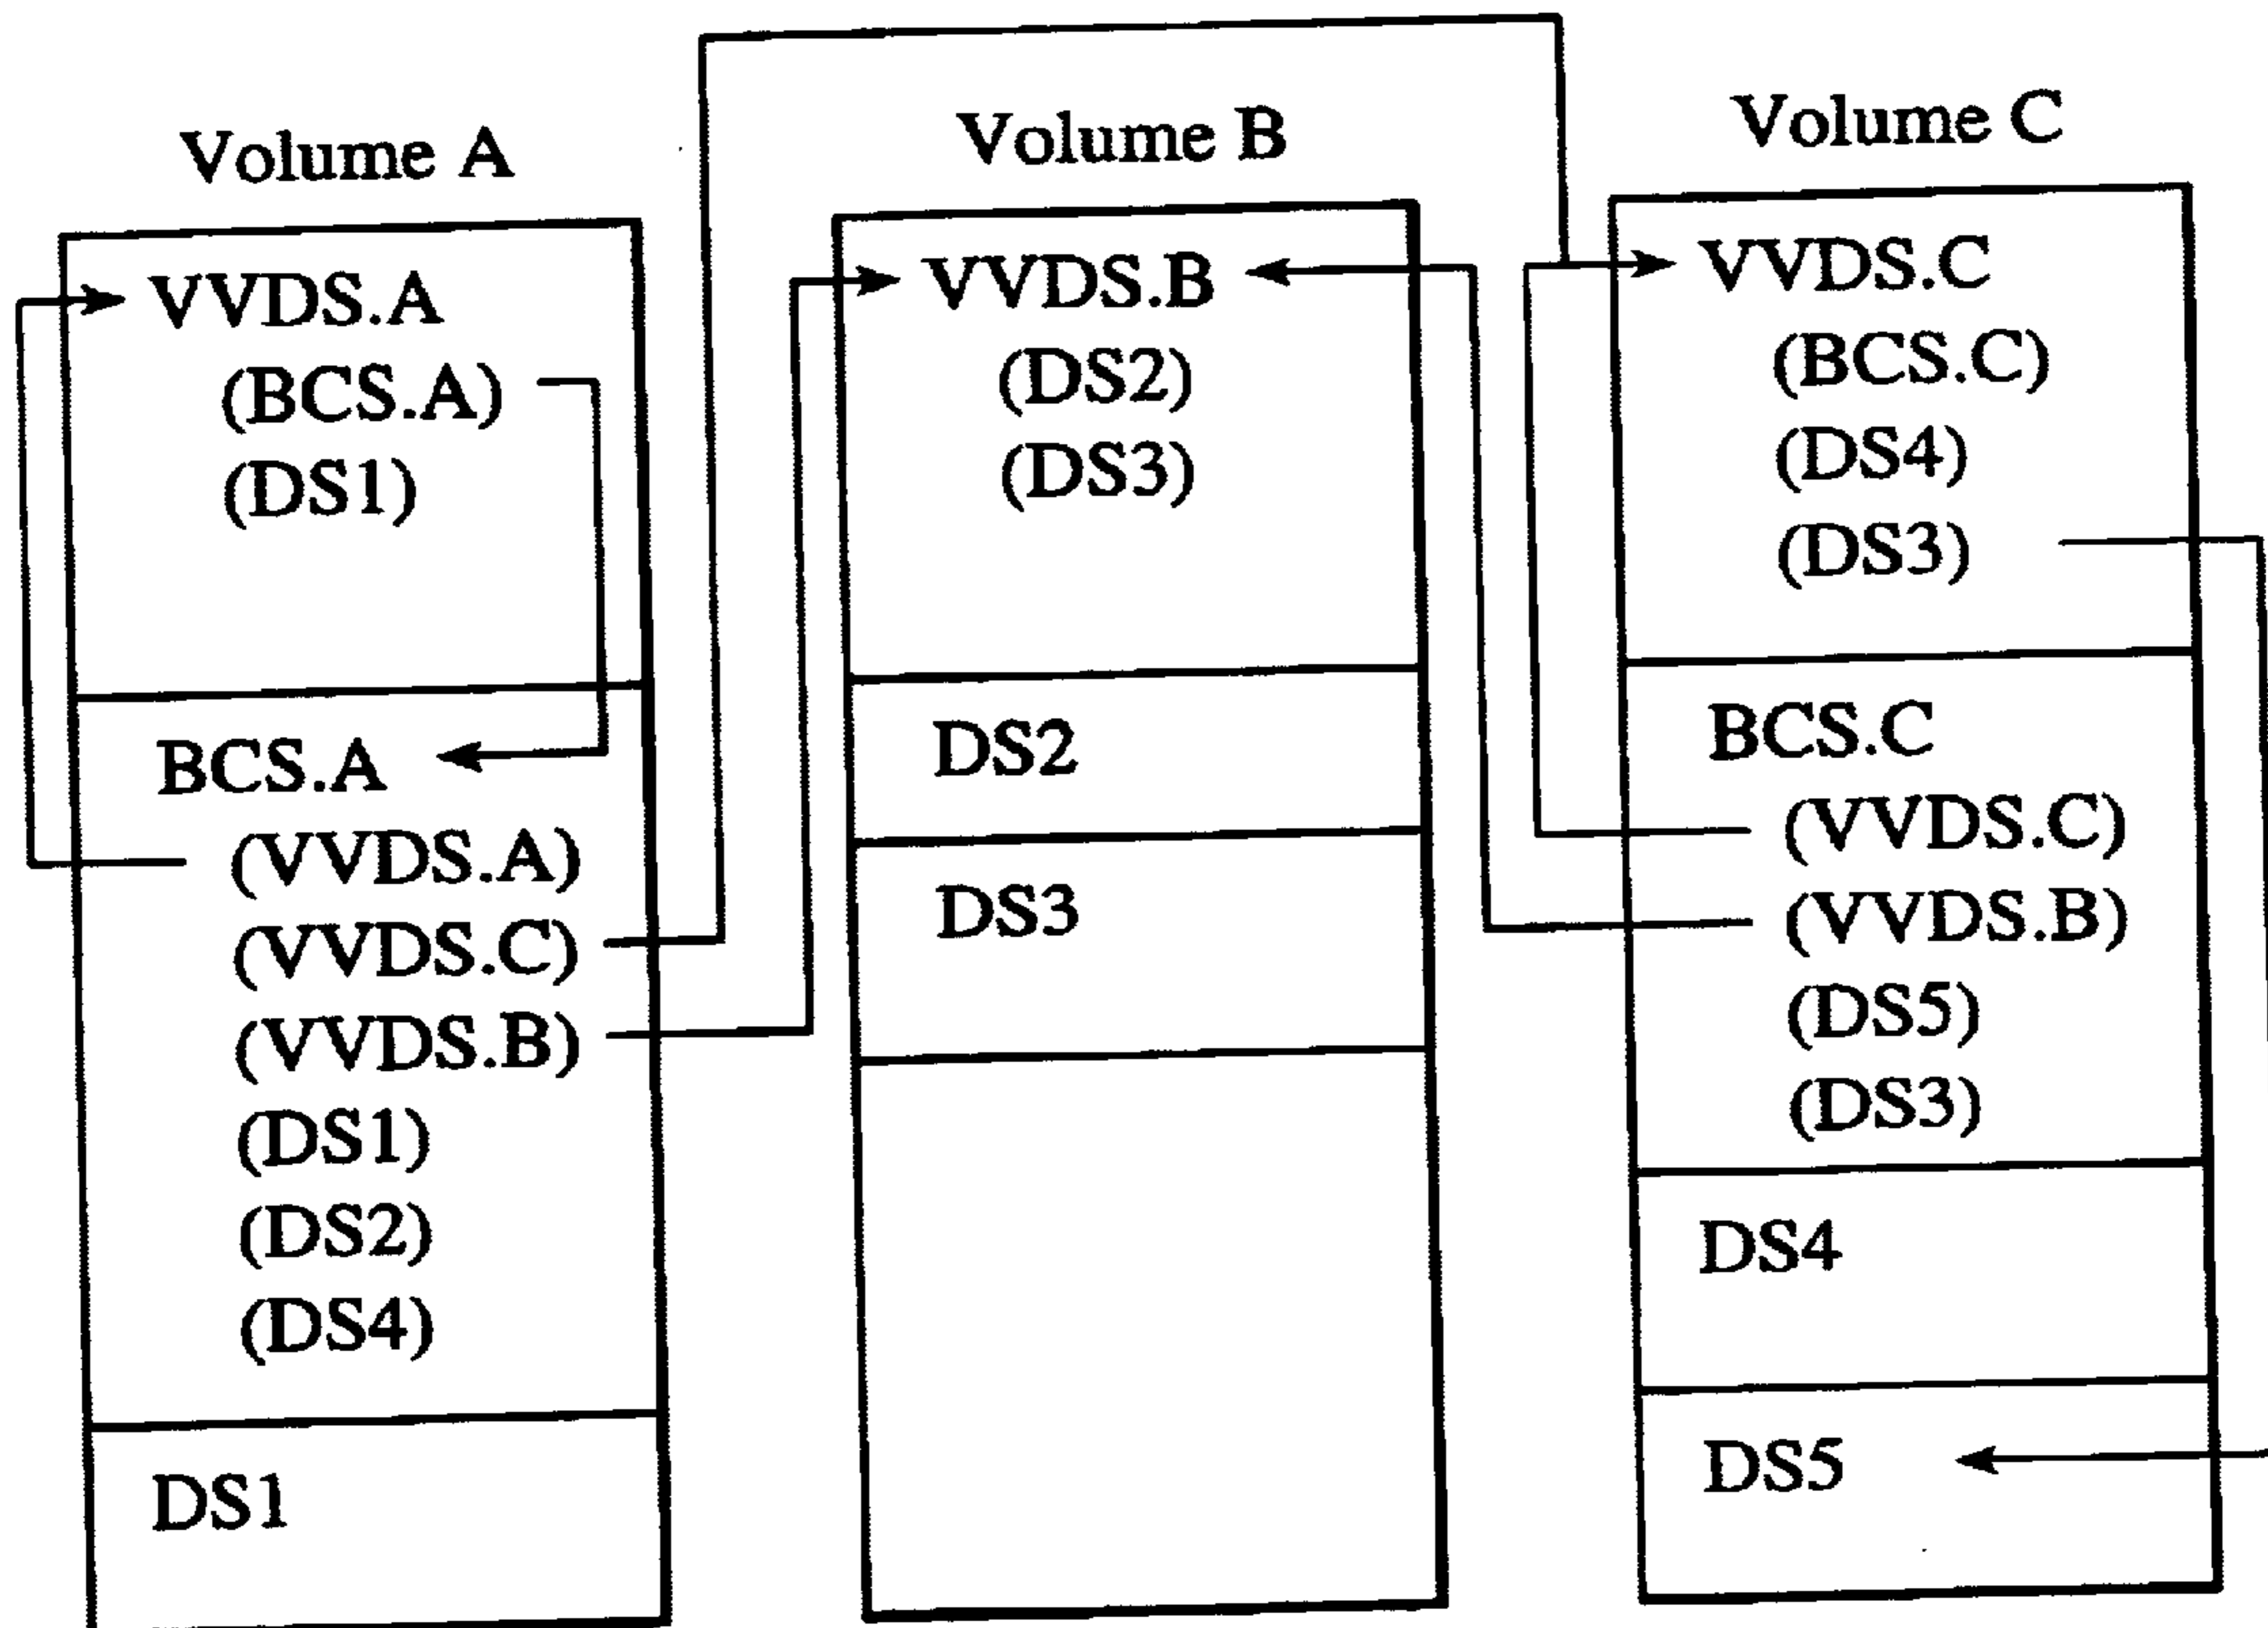 Volume A
VVDS.A
(BCS.A)
(DS1)
BCS.A
(VVDS.A)
(VVDS.C)
(VVDS.B)
(DS1)
(DS2)
(DS4)
DS1
Volume B
VVDS.B
(DS2)
(DS3)
DS2
DS3
Volume C
VVDS.C
(BCS.C)
(DS4)
(DS3)
BCS.C
(VVDS.C)
(VVDS.B)
(DS5)
(DS3)
DS4
DS5